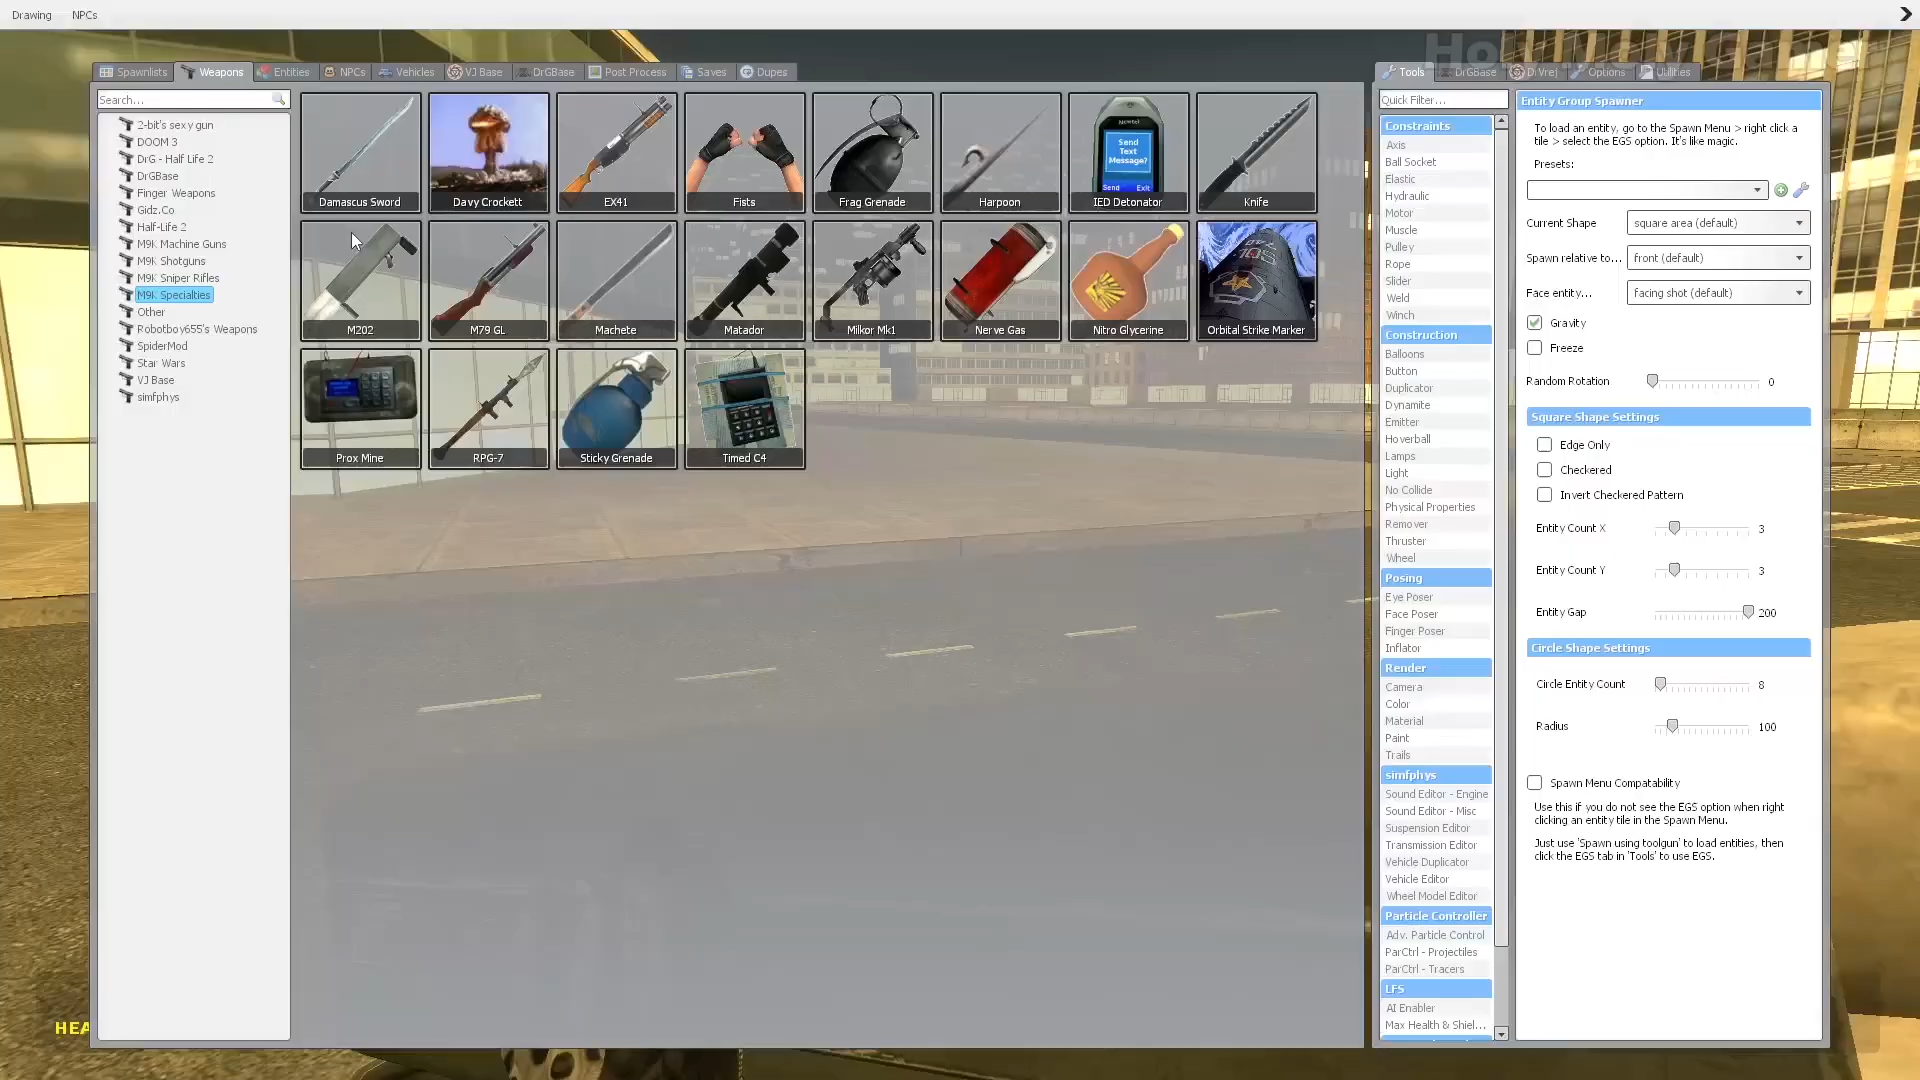 Drawing NPCs
Spawnlists Weapons Entities NPCs Vehicles VJ Base DrGBase Post Process Saves Dupes
Search...
2-bit's sexy gun
DOOM 3
DrG - Half Life 2
DrGBase
Finger Weapons
Gidz.Co
Half-Life 2
M9K Machine Guns
M9K Shotguns
M9K Sniper Rifles
M9K Specialties
Other
Robotboy655's Weapons
SpiderMod
Star Wars
VJ Base
simfphys
Damascus Sword
Davy Crockett
EX41
Fists
Frag Grenade
Harpoon
Send
Text
Message?
Send Exit
IED Detonator
Knife
M202
M79 GL
Machete
Matador
Milkor Mk1
Nerve Gas
Nitro Glycerine
Orbital Strike Marker
Prox Mine
RPG-7
Sticky Grenade
Timed C4
HEA
Tools DrGBase DiVrej Options Utilities
Quick Filter...
Constraints
Axis
Ball Socket
Elastic
Hydraulic
Motor
Muscle
Pulley
Rope
Slider
Weld
Winch
Construction
Balloons
Button
Duplicator
Dynamite
Emitter
Hoverball
Lamps
Light
No Collide
Physical Properties
Remover
Thruster
Wheel
Posing
Eye Poser
Face Poser
Finger Poser
Inflator
Render
Camera
Color
Material
Paint
Trails
simfphys
Sound Editor - Engine
Sound Editor - Misc
Suspension Editor
Transmission Editor
Vehicle Duplicator
Vehicle Editor
Wheel Model Editor
Particle Controller
Adv. Particle Control
ParCtrl - Projectiles
ParCtrl - Tracers
LFS
AI Enabler
Max Health & Shiel...
Entity Group Spawner
To load an entity, go to the Spawn Menu > right click a
tile > select the EGS option. It's like magic.
Presets:
Current Shape square area (default)
Spawn relative to... front (default)
Face entity... facing shot (default)
Gravity
Freeze
Random Rotation 0
Square Shape Settings
Edge Only
Checkered
Invert Checkered Pattern
Entity Count X 3
Entity Count Y 3
Entity Gap 200
Circle Shape Settings
Circle Entity Count 8
Radius 100
Spawn Menu Compatability
Use this if you do not see the EGS option when right
clicking an entity tile in the Spawn Menu.
Just use 'Spawn using toolgun' to load entities, then
click the EGS tab in 'Tools' to use EGS.